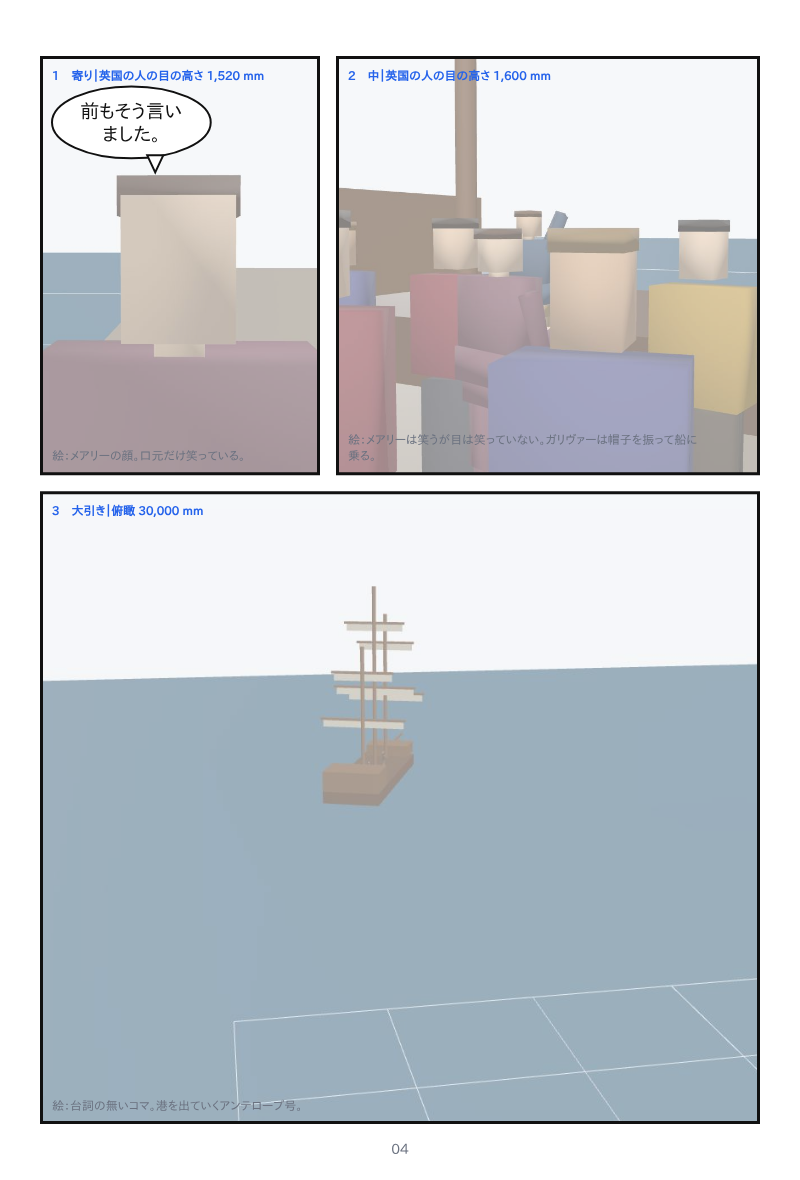 1 寄り|英国の人の目の高さ 1,520 mm
前もそう言い
ました。
絵:メアリーの顔。口元だけ笑っている。
2 中|英国の人の目の高さ 1,600 mm
絵:メアリーは笑うが目は笑っていない。ガリヴァーは帽子を振って船に
乗る。
3 大引き|俯瞰 30,000 mm
絵:台詞の無いコマ。港を出ていくアンテロープ号。
04